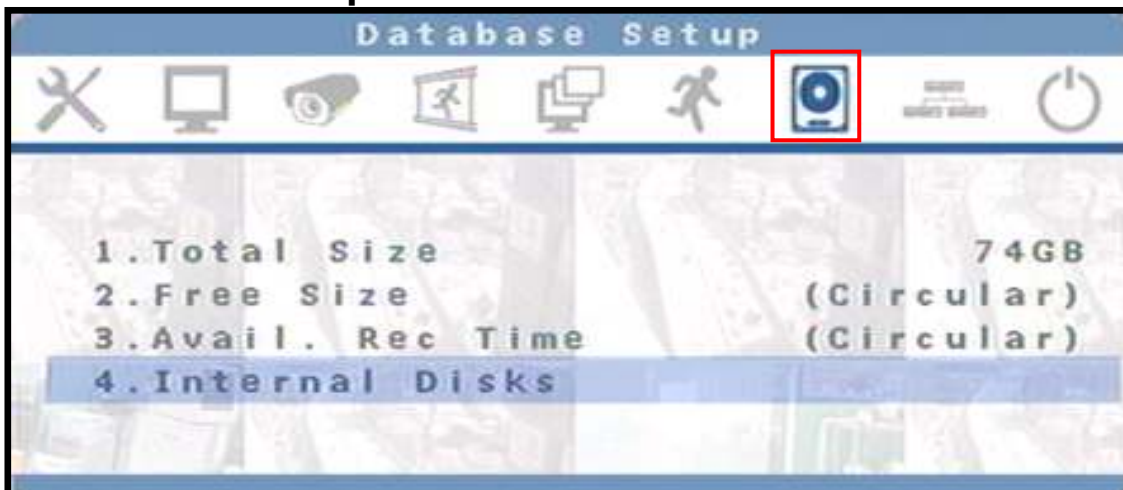 Database Setup
1.Total Size 74GB
2.Free Size (Circular)
3.Avail. Rec Time (Circular)
4.Internal Disks